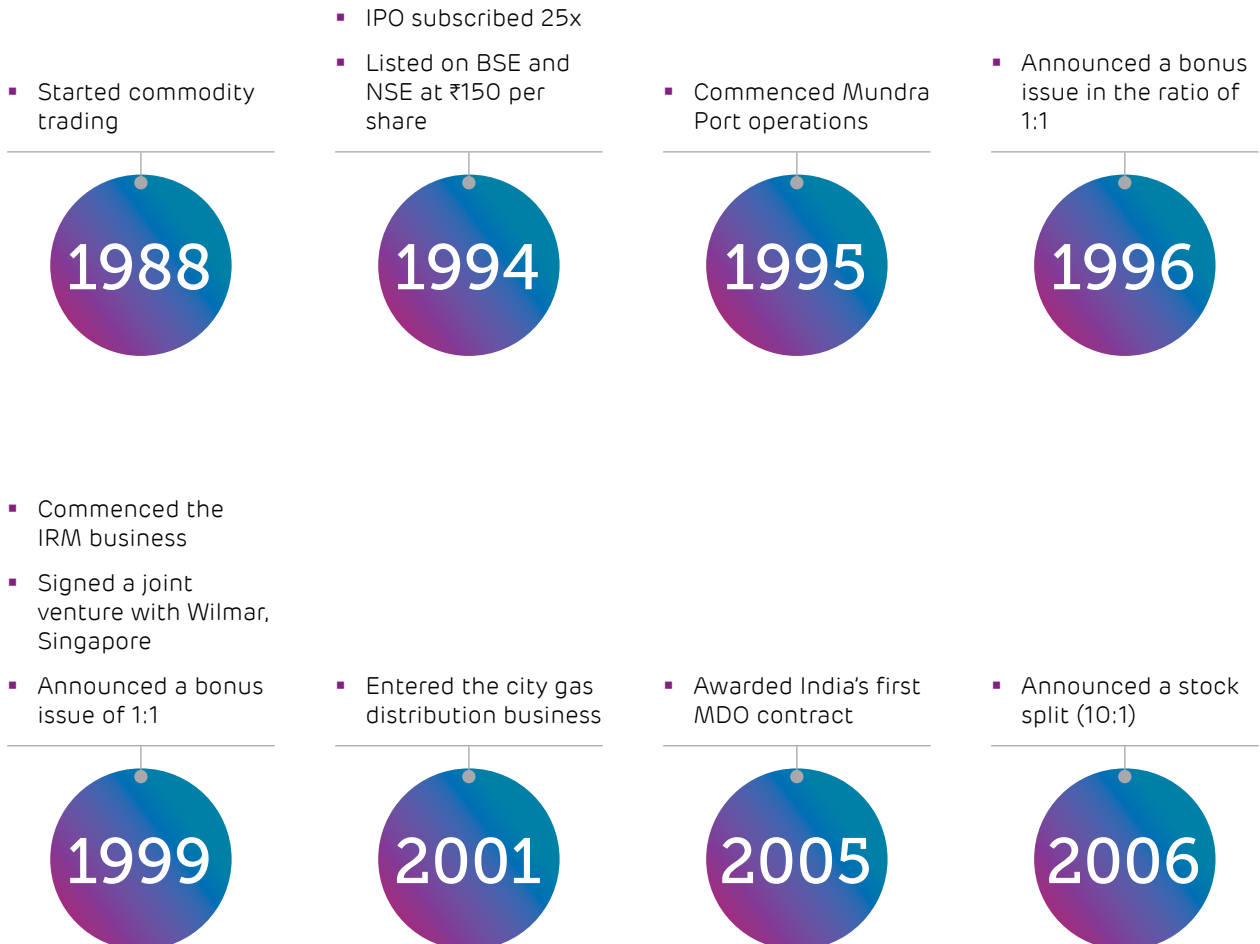 ▪ Started commodity
trading
1988
▪ IPO subscribed 25x
▪ Listed on BSE and
NSE at ₹150 per
share
1994
▪ Commenced Mundra
Port operations
1995
▪ Announced a bonus
issue in the ratio of
1:1
1996
▪ Commenced the
IRM business
▪ Signed a joint
venture with Wilmar,
Singapore
▪ Announced a bonus
issue of 1:1
1999
▪ Entered the city gas
distribution business
2001
▪ Awarded India’s first
MDO contract
2005
▪ Announced a stock
split (10:1)
2006